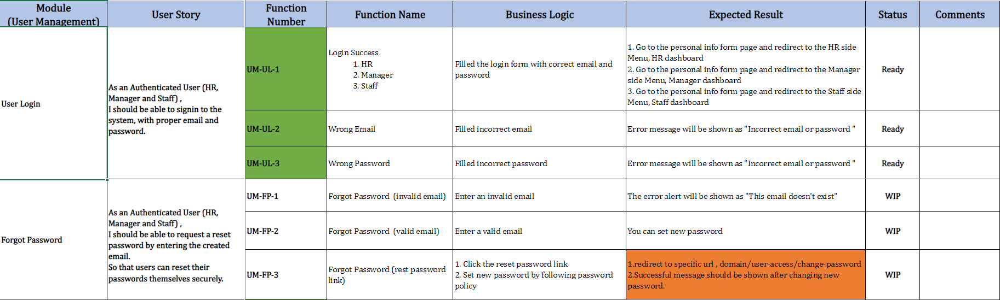 Module
(User Management)
User Story
Function
Number
Function Name
Business Logic
Expected Result
Status
Comments
User Login
As an Authenticated User (HR,
Manager and Staff) ,
I should be able to signin to the
system, with proper email and
password.
UM-UL-1
Login Success
1. HR
2. Manager
3. Staff
Filled the login form with correct email and
password
1. Go to the personal info form page and redirect to the HR side
Menu, HR dashboard
2. Go to the personal info form page and redirect to the Manager
side Menu, Manager dashboard
3. Go to the personal info form page and redirect to the Staff side
Menu, Staff dashboard
Ready
UM-UL-2
Wrong Email
Filled incorrect email
Error message will be shown as "Incorrect email or password "
Ready
UM-UL-3
Wrong Password
Filled incorrect password
Error message will be shown as "Incorrect email or password "
Ready
Forgot Password
As an Authenticated User (HR,
Manager and Staff) ,
I should be able to request a reset
password by entering the created
email.
So that users can reset their
passwords themselves securely.
UM-FP-1
Forgot Password (invalid email)
Enter an invalid email
The error alert will be shown as "This email doesn't exist"
WIP
UM-FP-2
Forgot Password (valid email)
Enter a valid email
You can set new password
WIP
UM-FP-3
Forgot Password (rest password
link)
1. Click the reset password link
2. Set new password by following password
policy
1.redirect to specific url , domain/user-access/change-password
2.Successful message should be shown after changing new
password.
WIP